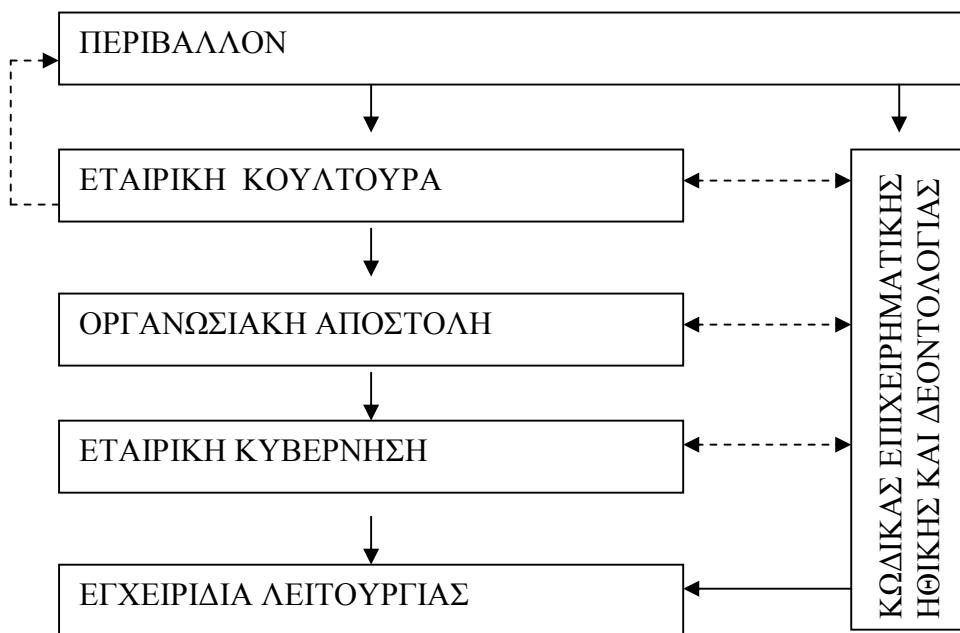 ΠΕΡΙΒΑΛΛΟΝ
ΕΤΑΙΡΙΚΗ ΚΟΥΛΤΟΥΡΑ
ΟΡΓΑΝΩΣΙΑΚΗ ΑΠΟΣΤΟΛΗ
ΕΤΑΙΡΙΚΗ ΚΥΒΕΡΝΗΣΗ
ΕΓΧΕΙΡΙΔΙΑ ΛΕΙΤΟΥΡΓΙΑΣ
ΚΩΔΙΚΑΣ ΕΠΙΧΕΙΡΗΜΑΤΙΚΗΣ
ΗΘΙΚΗΣ ΚΑΙ ΔΕΟΝΤΟΛΟΓΙΑΣ